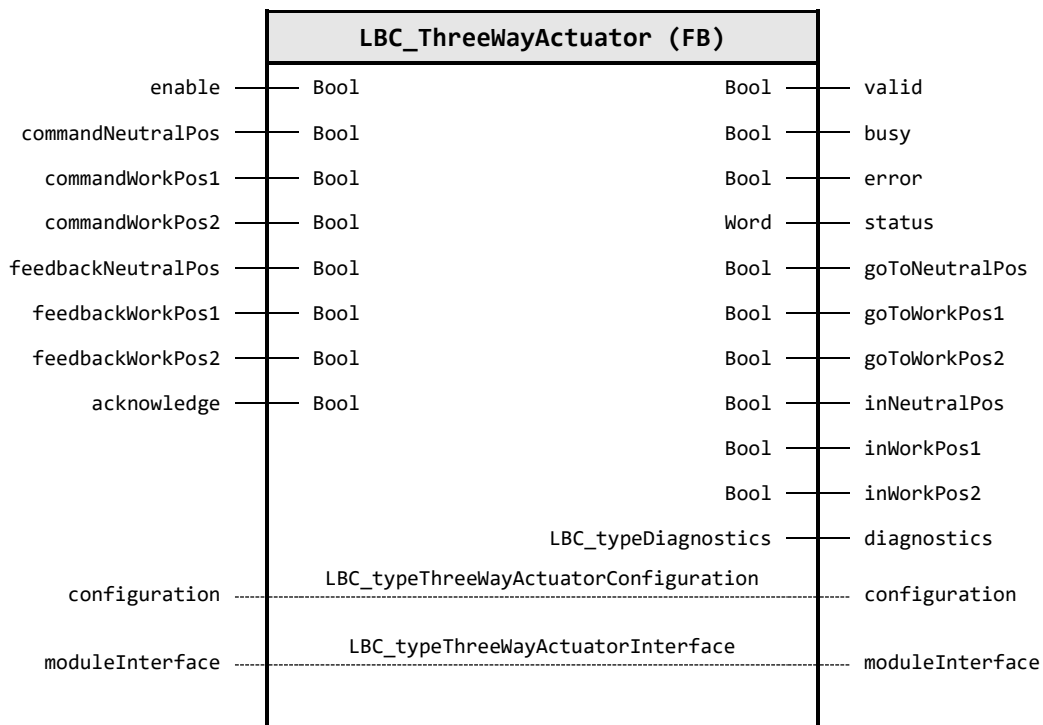 LBC_ThreeWayActuator (FB)
enable Bool Bool valid
commandNeutralPos Bool Bool busy
commandWorkPos1 Bool Bool error
commandWorkPos2 Bool Word status
feedbackNeutralPos Bool Bool goToNeutralPos
feedbackWorkPos1 Bool Bool goToWorkPos1
feedbackWorkPos2 Bool Bool goToWorkPos2
acknowledge Bool Bool inNeutralPos
Bool inWorkPos1
Bool inWorkPos2
LBC_typeDiagnostics diagnostics
configuration LBC_typeThreeWayActuatorConfiguration configuration
moduleInterface LBC_typeThreeWayActuatorInterface moduleInterface